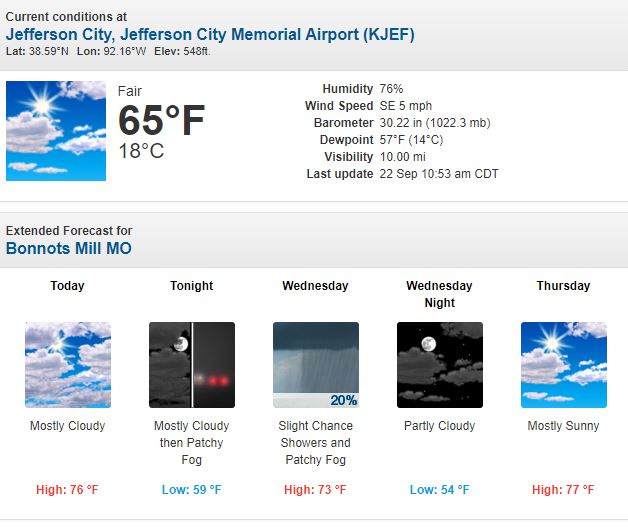 Current conditions at
Jefferson City, Jefferson City Memorial Airport (KJEF)
Lat: 38.59°N Lon: 92.16°W Elev: 548ft.
Fair
65°F
18°C
Humidity 76%
Wind Speed SE 5 mph
Barometer 30.22 in (1022.3 mb)
Dewpoint 57°F (14°C)
Visibility 10.00 mi
Last update 22 Sep 10:53 am CDT
Extended Forecast for
Bonnots Mill MO
Today
Mostly Cloudy
High: 76 °F
Tonight
Mostly Cloudy
then Patchy
Fog
Low: 59 °F
Wednesday
20%
Slight Chance
Showers and
Patchy Fog
High: 73 °F
Wednesday
Night
Partly Cloudy
Low: 54 °F
Thursday
Mostly Sunny
High: 77 °F